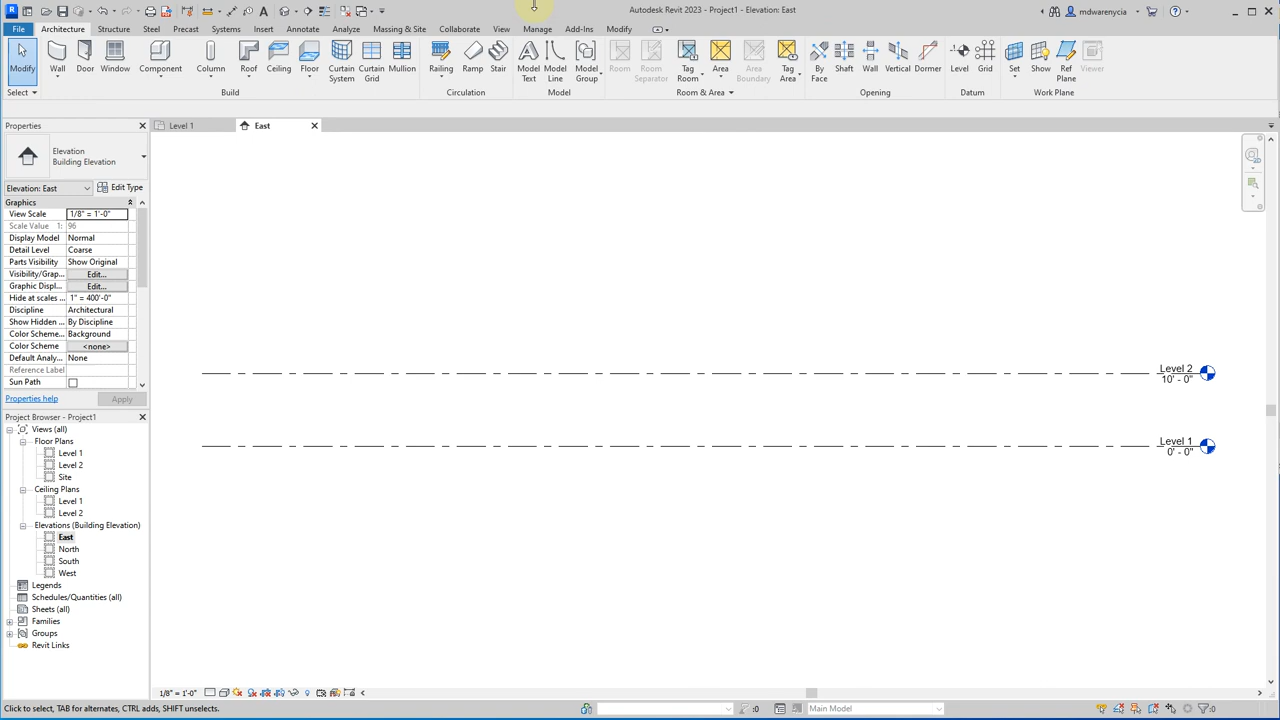 Autodesk Revit 2023 - Project1 - Elevation: East
mdwarenycia
File Architecture Structure Steel Precast Systems Insert Annotate Analyze Massing & Site Collaborate View Manage Add-Ins Modify
Modify Wall Door Window Component Column Roof Ceiling Floor Curtain System Curtain Grid Mullion Railing Ramp Stair Model Text Model Line Model Group Room Room Separator Tag Room Area Area Boundary Tag Area By Face Shaft Wall Vertical Dormer Level Grid Set Show Ref Plane Viewer
Select Build Circulation Model Room & Area Opening Datum Work Plane
Properties
Level 1
East
Elevation
Building Elevation
Elevation: East
Edit Type
Graphics
View Scale 1/8" = 1'-0"
Scale Value 1: 96
Display Model Normal
Detail Level Coarse
Parts Visibility Show Original
Visibility/Grap... Edit...
Graphic Displ... Edit...
Hide at scales ... 1" = 400'-0"
Discipline Architectural
Show Hidden ... By Discipline
Color Scheme... Background
Color Scheme <none>
Default Analy... None
Reference Label
Sun Path
Properties help
Apply
Project Browser - Project1
Views (all)
Floor Plans
Level 1
Level 2
Site
Ceiling Plans
Level 1
Level 2
Elevations (Building Elevation)
East
North
South
West
Legends
Schedules/Quantities (all)
Sheets (all)
Families
Groups
Revit Links
Level 2
10' - 0"
Level 1
0' - 0"
1/8" = 1'-0"
Click to select, TAB for alternates, CTRL adds, SHIFT unselects.
:0
Main Model
:0